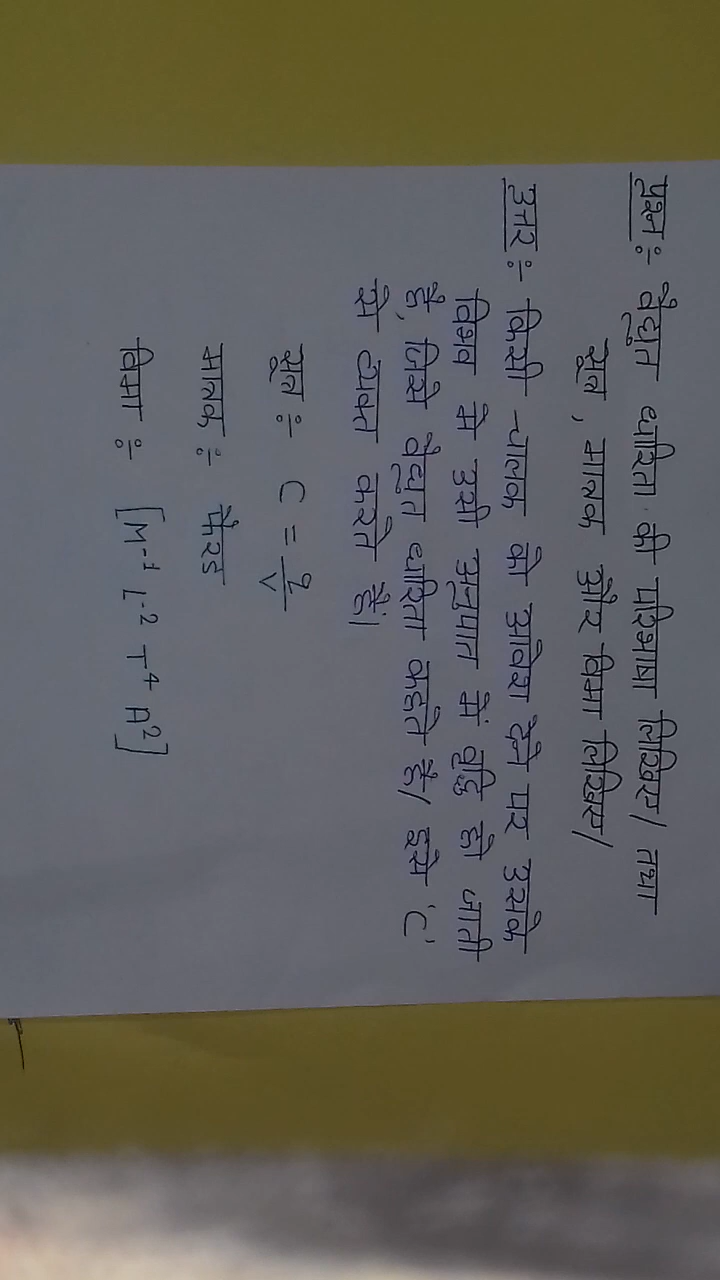 प्रश्न :- वैद्युत धारिता की परिभाषा लिखिए। तथा
सूत्र, मात्रक और विमा लिखिए।
उत्तर :- किसी चालक को आवेश देने पर उसके
विभव मे उसी अनुपात में वृद्धि हो जाती
है, जिसे वैद्युत धारिता कहते है। इसे 'C'
से व्यक्त करते हैं।
सूत्र :- C = q/V
मात्रक :- फैरड
विमा :- [M⁻¹ L⁻² T⁴ A²]